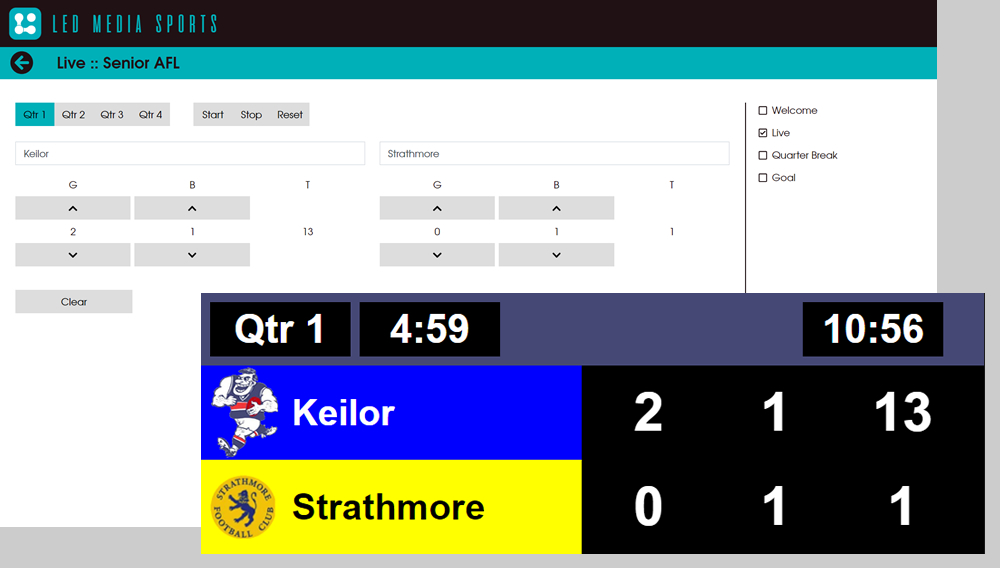 LED MEDIA SPORTS
Live :: Senior AFL
Qtr 1 Qtr 2 Qtr 3 Qtr 4 Start Stop Reset
Welcome
Live
Quarter Break
Goal
Keilor Strathmore
G B T G B T
2 1 13 0 1 1
Clear
Qtr 1 4:59 10:56
Keilor 2 1 13
STRATHMORE FOOTBALL CLUB
Strathmore 0 1 1